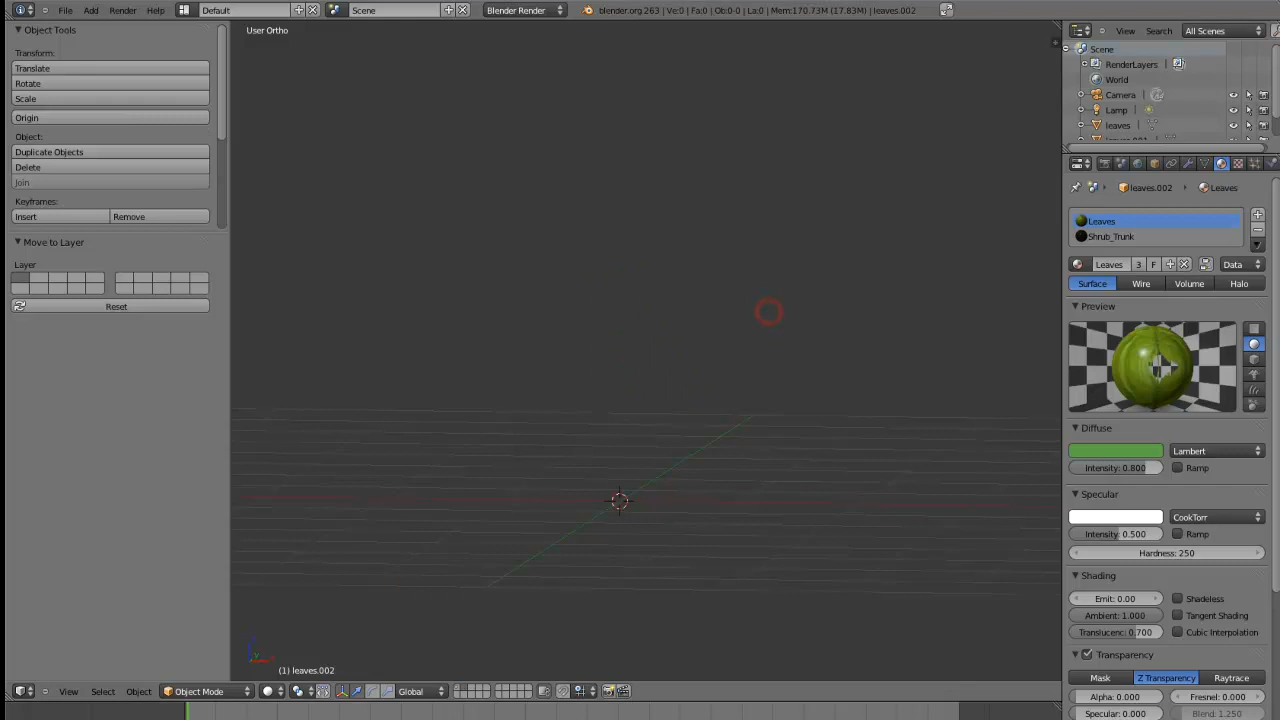 File Add Render Help Default Scene Blender Render blender.org 263 | Ve:0 | Fa:0 | Ob:0-0 | La:0 | Mem:170.73M (17.83M) | leaves.002
Object Tools
Transform:
Translate
Rotate
Scale
Origin
Object:
Duplicate Objects
Delete
Join
Keyframes:
Insert Remove
Move to Layer
Layer
Reset
User Ortho
(1) leaves.002
View Select Object Object Mode Global
View Search All Scenes
Scene
RenderLayers
World
Camera
Lamp
leaves
leaves.002 Leaves
Leaves
Shrub_Trunk
Leaves 3 F Data
Surface Wire Volume Halo
Preview
Diffuse
Lambert
Intensity: 0.800 Ramp
Specular
CookTorr
Intensity: 0.500 Ramp
Hardness: 250
Shading
Emit: 0.00 Shadeless
Ambient: 1.000 Tangent Shading
Translucenc: 0.700 Cubic Interpolation
Transparency
Mask Z Transparency Raytrace
Alpha: 0.000 Fresnel: 0.000
Specular: 0.000 Blend: 1.250